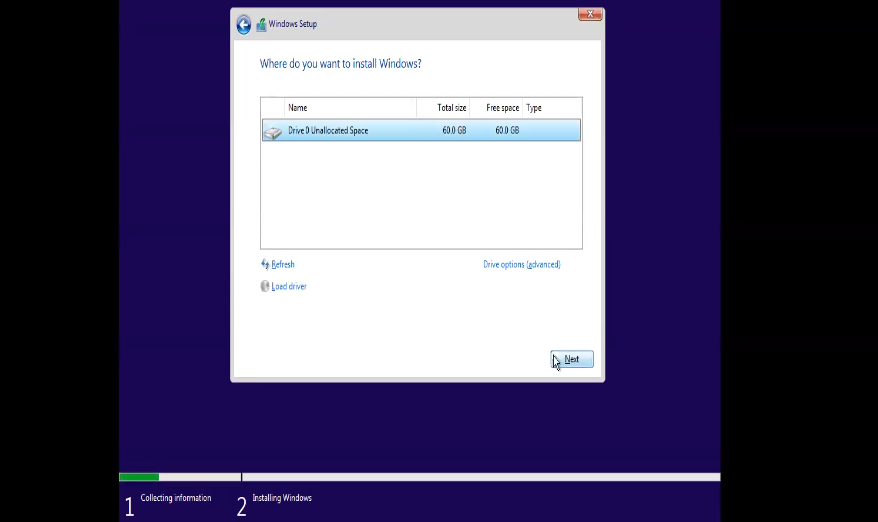 Windows Setup
Where do you want to install Windows?
Name Total size Free space Type
Drive 0 Unallocated Space 60.0 GB 60.0 GB
Refresh Drive options (advanced)
Load driver
Next
1 Collecting information 2 Installing Windows